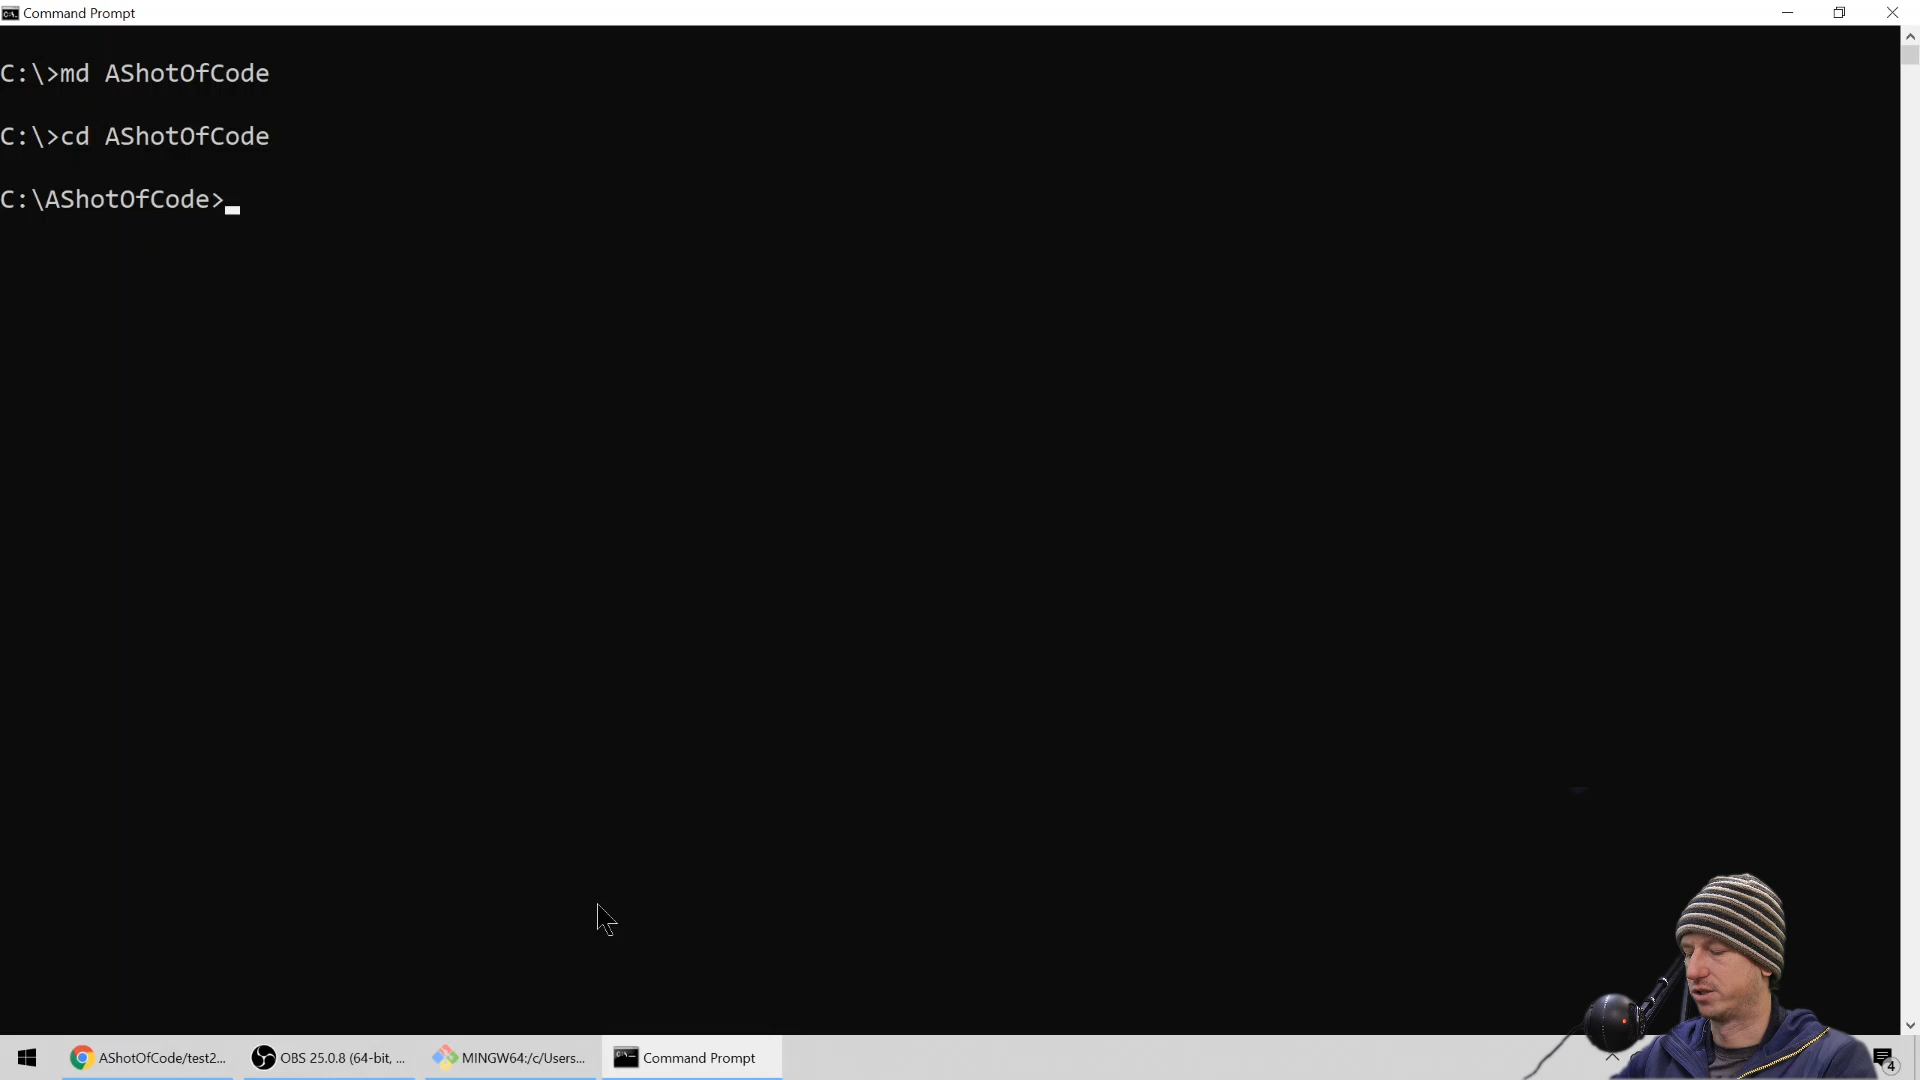 Command Prompt
C:\>md AShotOfCode
C:\>cd AShotOfCode
C:\AShotOfCode>
AShotOfCode/test2...
OBS 25.0.8 (64-bit, ...
MINGW64:/c/Users...
Command Prompt
4